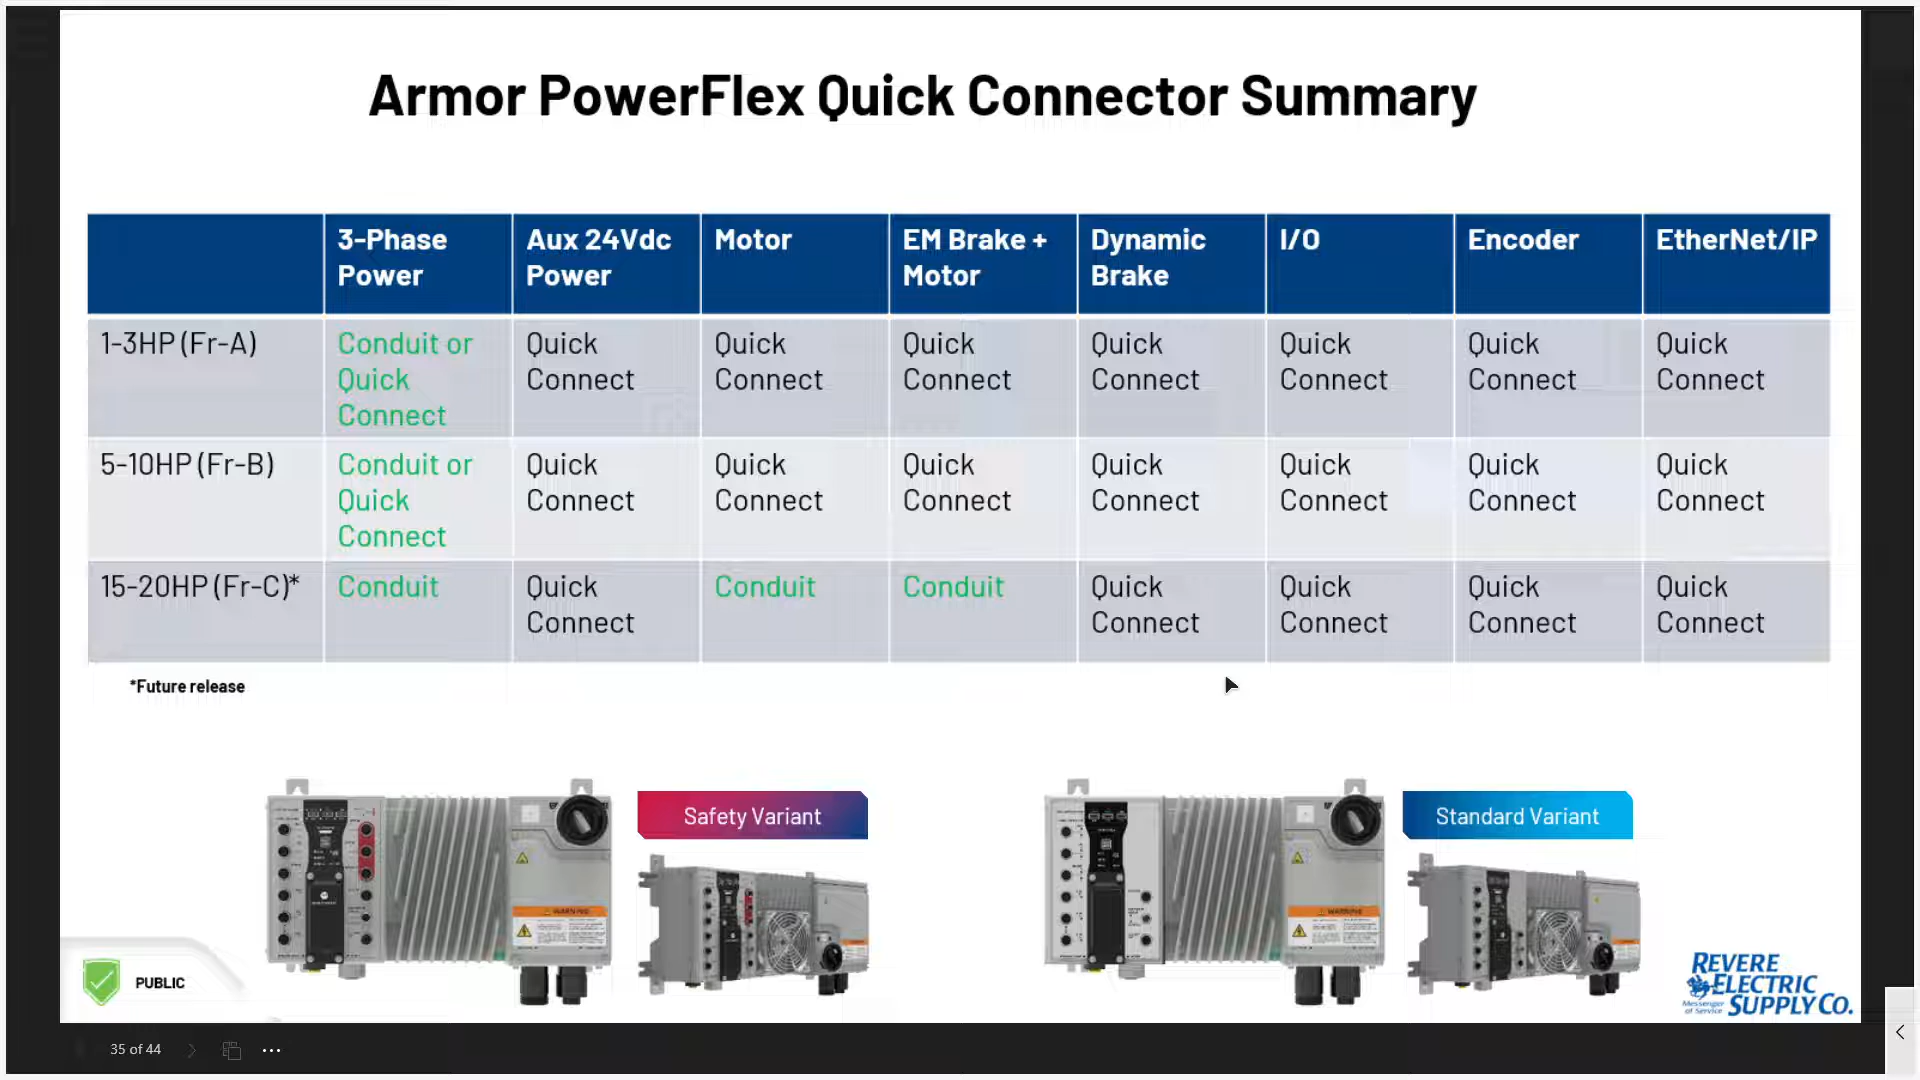 Armor PowerFlex Quick Connector Summary
3-Phase Power
Aux 24Vdc Power
Motor
EM Brake + Motor
Dynamic Brake
I/O
Encoder
EtherNet/IP
1-3HP (Fr-A)
Conduit or Quick Connect
Quick Connect
Quick Connect
Quick Connect
Quick Connect
Quick Connect
Quick Connect
Quick Connect
5-10HP (Fr-B)
Conduit or Quick Connect
Quick Connect
Quick Connect
Quick Connect
Quick Connect
Quick Connect
Quick Connect
Quick Connect
15-20HP (Fr-C)*
Conduit
Quick Connect
Conduit
Conduit
Quick Connect
Quick Connect
Quick Connect
Quick Connect
*Future release
Safety Variant
Standard Variant
WARNING
WARNING
PUBLIC
REVERE
ELECTRIC
SUPPLY CO.
Messenger
of Service
35 of 44